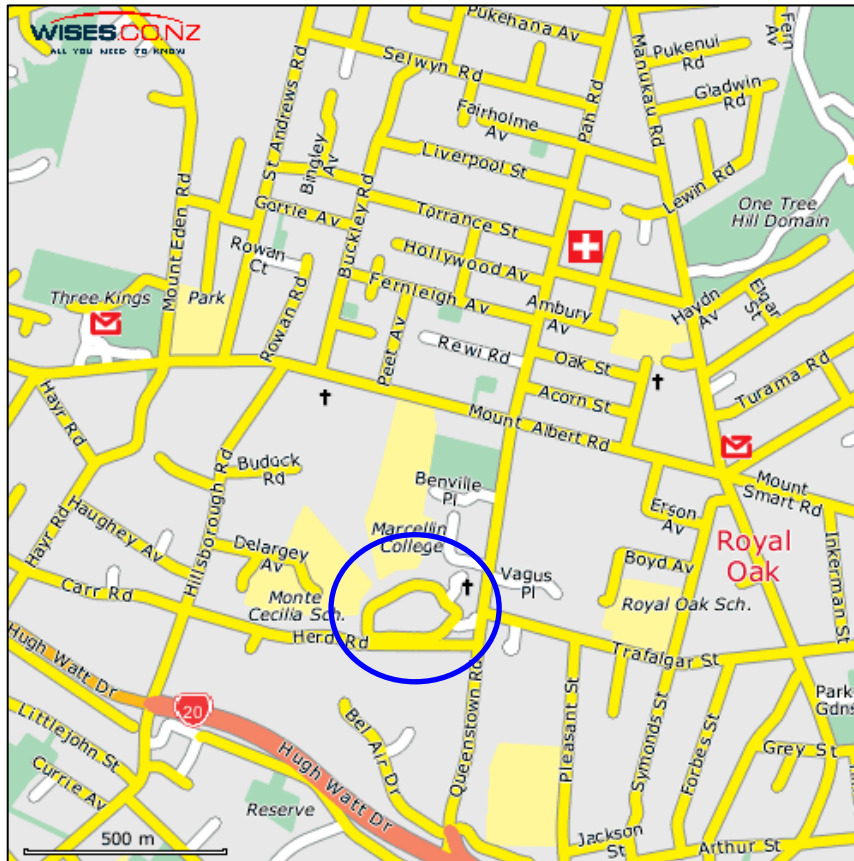 WISES.CO.NZ
ALL YOU NEED TO KNOW
Pukehana Av
Fern Av
Selwyn Rd
Pukenui Rd
Manukau Rd
St Andrews Rd
Pah Rd
Gladwin Rd
Fairholme Av
Bingley Av
Liverpool St
Mount Eden Rd
Buckley Rd
Lewin Rd
Gorrie Av
Torrance St
One Tree Hill Domain
Rowan Ct
Hollywood Av
Three Kings
Park
Fernleigh Av
Ambury Av
Haydn Av
Elgar St
Rowan Rd
Peet Av
Rewi Rd
Oak St
Hayr Rd
Acorn St
Turama Rd
Mount Albert Rd
Budock Rd
Benville Pl
Mount Smart Rd
Haughey Av
Hillsborough Rd
Erson Av
Hayr Rd
Marcellin College
Delargey Av
Boyd Av
Royal Oak
Inkerman St
Carr Rd
Monte Cecilia Sch.
Vagus Pl
Royal Oak Sch.
Herd Rd
Trafalgar St
Hugh Watt Dr
20
Queenstown Rd
Pleasant St
Symonds St
Forbes St
Park Gdns
Littlejohn St
Bel Air Dr
Grey St
Currie Av
Hugh Watt Dr
Reserve
500 m
Jackson St
Arthur St